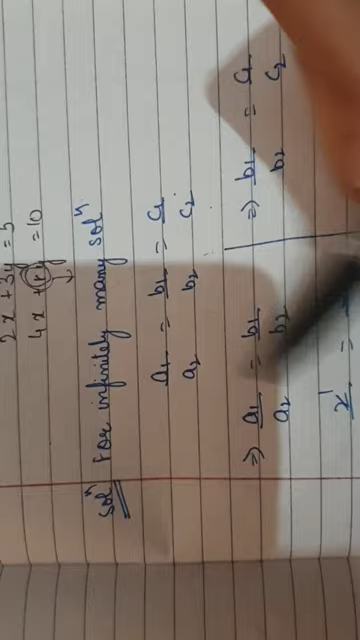 2x + 3y = 5
4x + ky = 10
Solⁿ For infinitely many solⁿ
a₁/a₂ = b₁/b₂ = c₁/c₂
⇒ a₁/a₂ = b₁/b₂ ⇒ b₁/b₂ = c₁/c₂